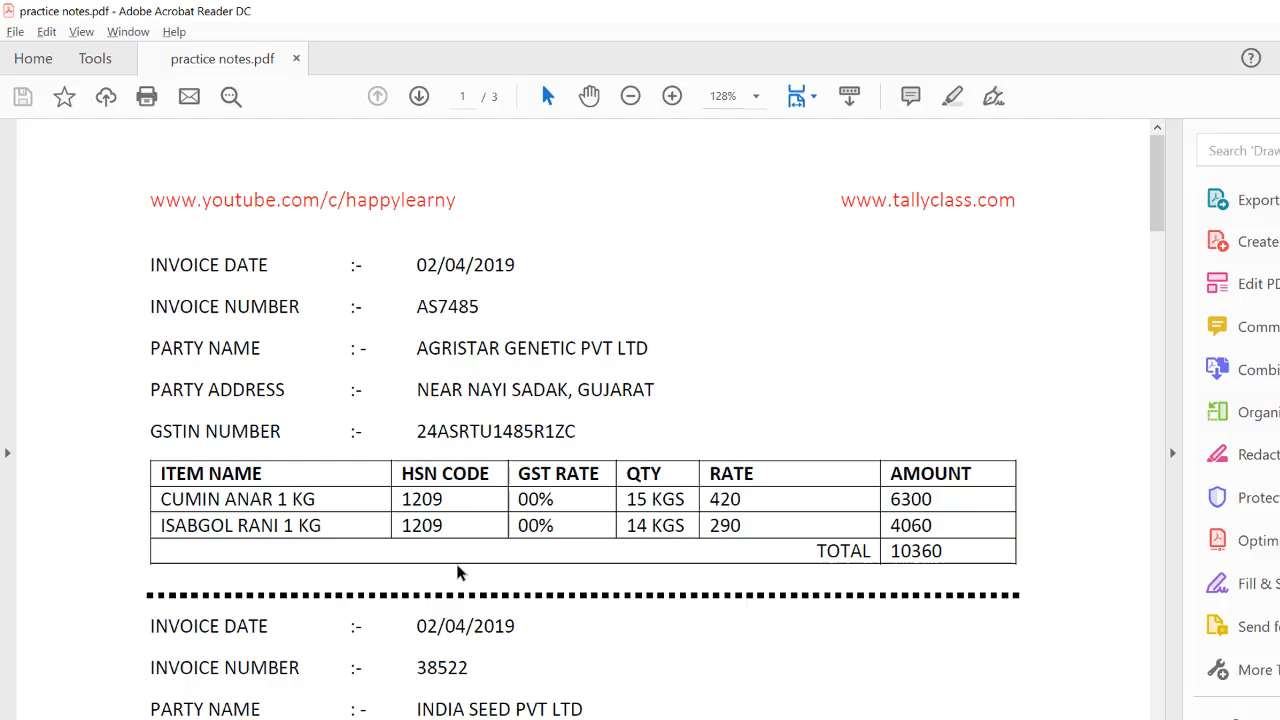 practice notes.pdf - Adobe Acrobat Reader DC
File Edit View Window Help
Home Tools practice notes.pdf ×
1 / 3 128%
Search 'Draw
www.youtube.com/c/happylearny www.tallyclass.com
INVOICE DATE :- 02/04/2019
INVOICE NUMBER :- AS7485
PARTY NAME : - AGRISTAR GENETIC PVT LTD
PARTY ADDRESS :- NEAR NAYI SADAK, GUJARAT
GSTIN NUMBER :- 24ASRTU1485R1ZC
ITEM NAME HSN CODE GST RATE QTY RATE AMOUNT
CUMIN ANAR 1 KG 1209 00% 15 KGS 420 6300
ISABGOL RANI 1 KG 1209 00% 14 KGS 290 4060
TOTAL 10360
INVOICE DATE :- 02/04/2019
INVOICE NUMBER :- 38522
PARTY NAME : - INDIA SEED PVT LTD
Export
Create
Edit PD
Comm
Combi
Organi
Redact
Protec
Optim
Fill & S
Send fo
More T